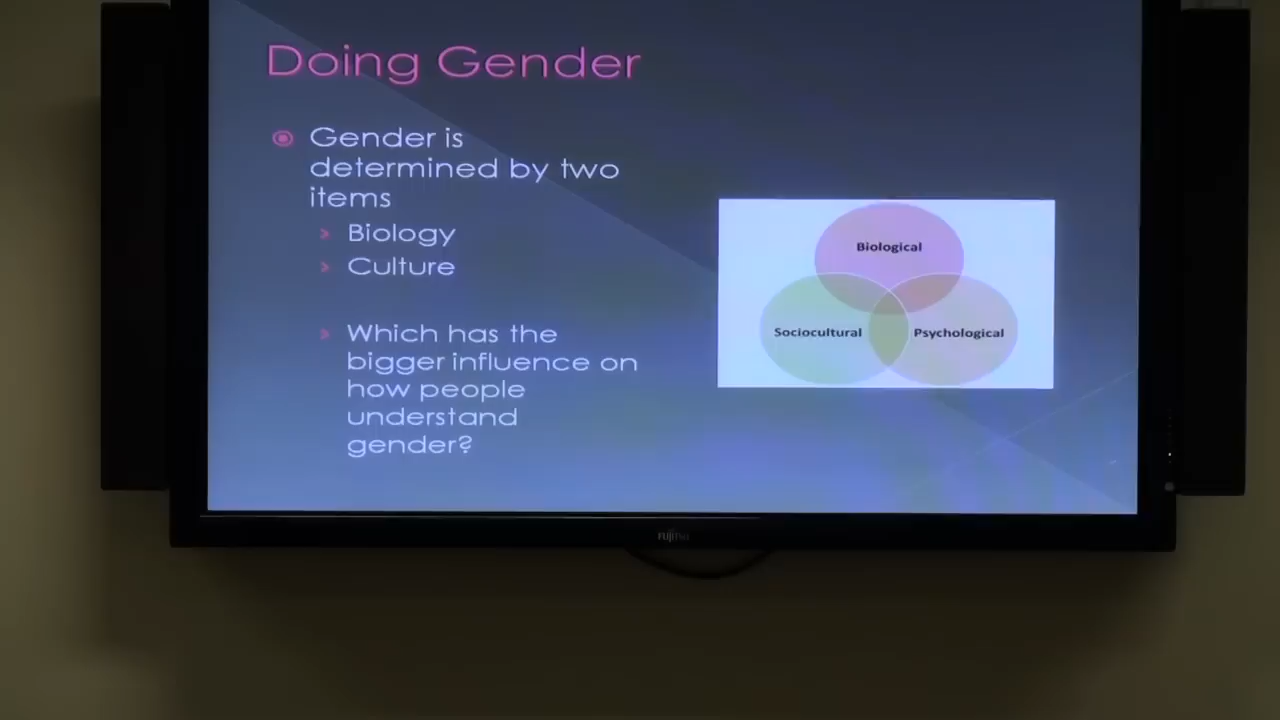 Doing Gender
Gender is
determined by two
items
Biology
Culture
Which has the
bigger influence on
how people
understand
gender?
Biological
Sociocultural
Psychological
FUJITSU